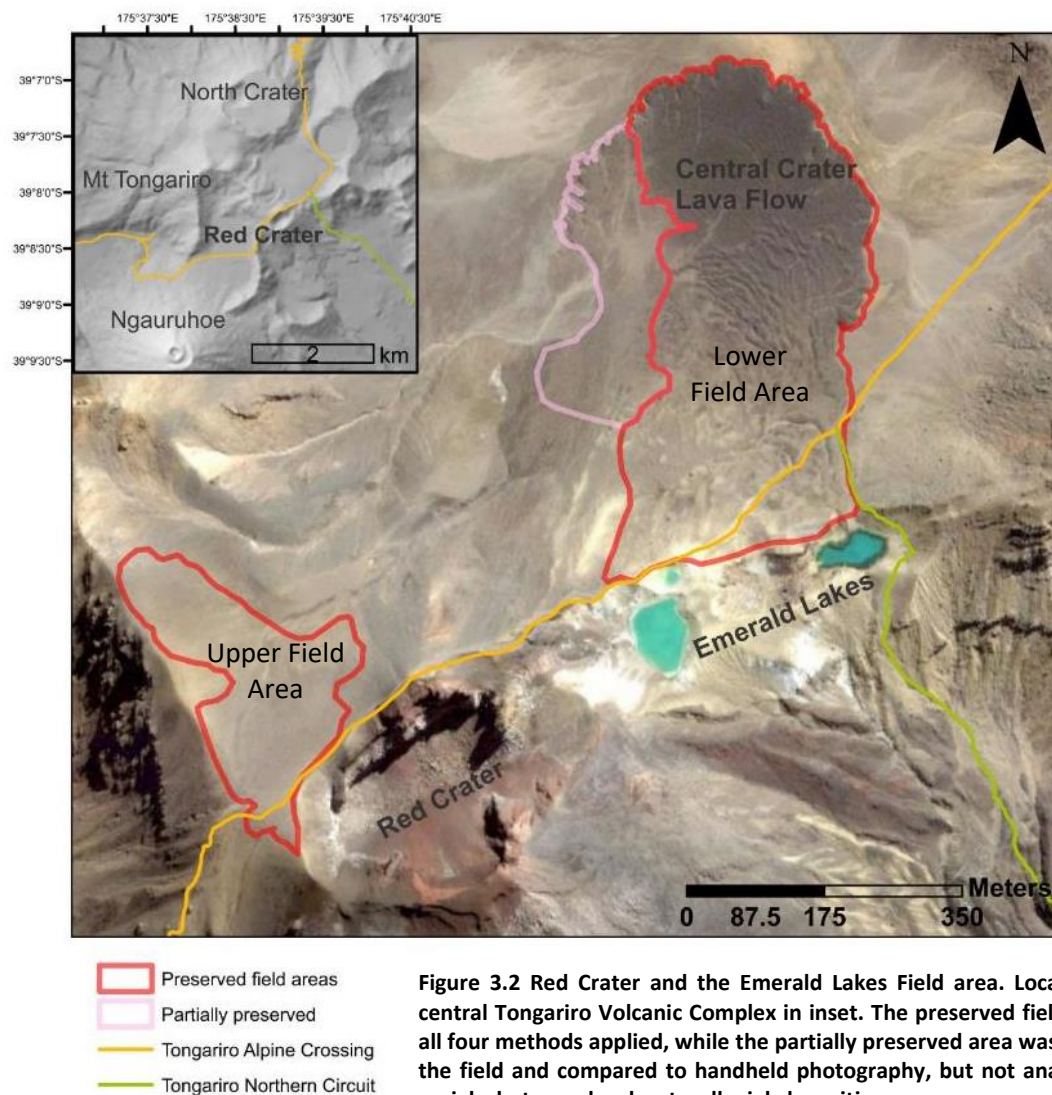 175°37'30"E 175°38'30"E 175°39'30"E 175°40'30"E
39°7'0"S
39°7'30"S
39°8'0"S
39°8'30"S
39°9'0"S
39°9'30"S
North Crater
Mt Tongariro
Red Crater
Ngauruhoe
2 km
N
Central Crater
Lava Flow
Lower
Field Area
Upper Field
Area
Emerald Lakes
Red Crater
Meters
0 87.5 175 350
Preserved field areas
Partially preserved
Tongariro Alpine Crossing
Tongariro Northern Circuit
Figure 3.2 Red Crater and the Emerald Lakes Field area. Loca
central Tongariro Volcanic Complex in inset. The preserved fiel
all four methods applied, while the partially preserved area was
the field and compared to handheld photography, but not ana